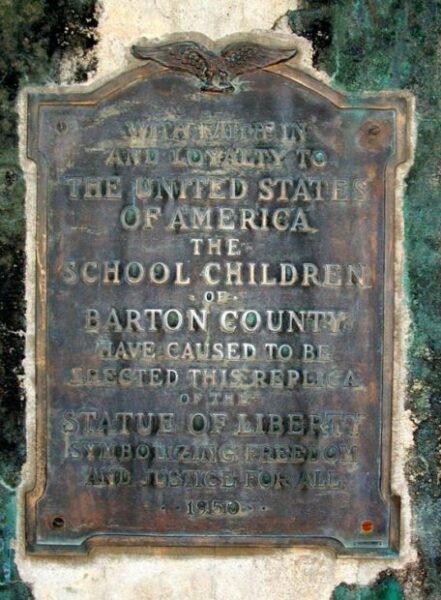 WITH FAITH IN
AND LOYALTY TO
THE UNITED STATES
OF AMERICA
THE
SCHOOL CHILDREN
OF
BARTON COUNTY
HAVE CAUSED TO BE
ERECTED THIS REPLICA
OF THE
STATUE OF LIBERTY
SYMBOLIZING FREEDOM
AND JUSTICE FOR ALL
1950